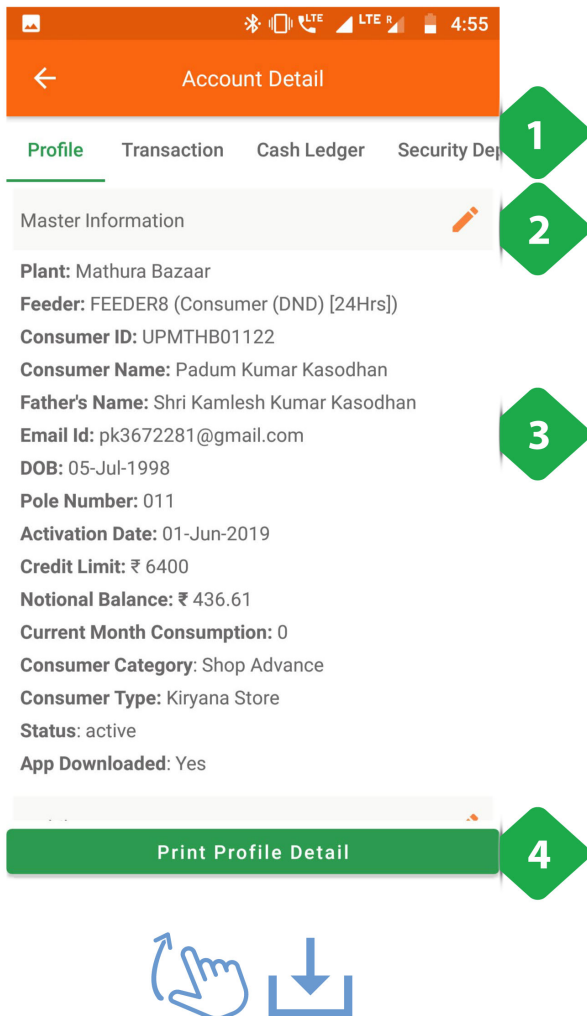 LTE LTE R 4:55
Account Detail
Profile Transaction Cash Ledger Security Dep
1
Master Information
2
Plant: Mathura Bazaar
Feeder: FEEDER8 (Consumer (DND) [24Hrs])
Consumer ID: UPMTHB01122
Consumer Name: Padum Kumar Kasodhan
Father's Name: Shri Kamlesh Kumar Kasodhan
Email Id: pk3672281@gmail.com
3
DOB: 05-Jul-1998
Pole Number: 011
Activation Date: 01-Jun-2019
Credit Limit: ₹ 6400
Notional Balance: ₹ 436.61
Current Month Consumption: 0
Consumer Category: Shop Advance
Consumer Type: Kiryana Store
Status: active
App Downloaded: Yes
Print Profile Detail
4